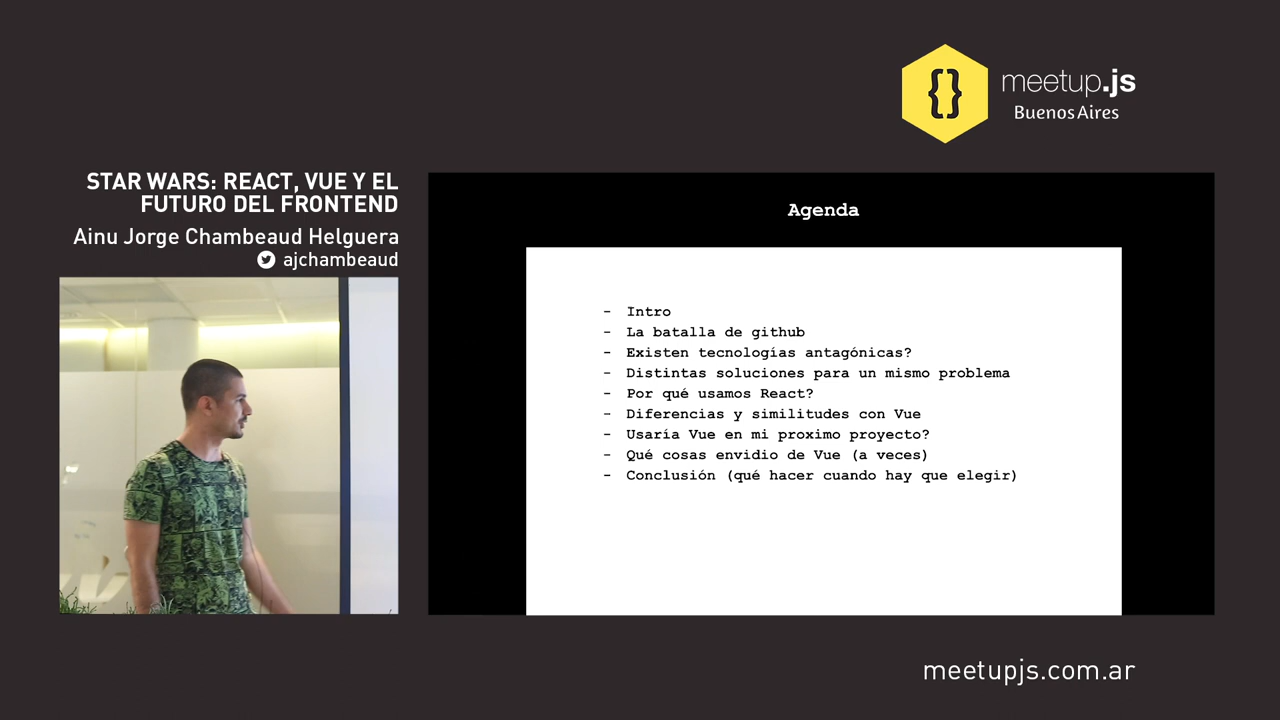 {}
meetup.js
Buenos Aires
STAR WARS: REACT, VUE Y EL
FUTURO DEL FRONTEND
Ainu Jorge Chambeaud Helguera
ajchambeaud
Agenda
- Intro
- La batalla de github
- Existen tecnologías antagónicas?
- Distintas soluciones para un mismo problema
- Por qué usamos React?
- Diferencias y similitudes con Vue
- Usaría Vue en mi proximo proyecto?
- Qué cosas envidio de Vue (a veces)
- Conclusión (qué hacer cuando hay que elegir)
meetupjs.com.ar